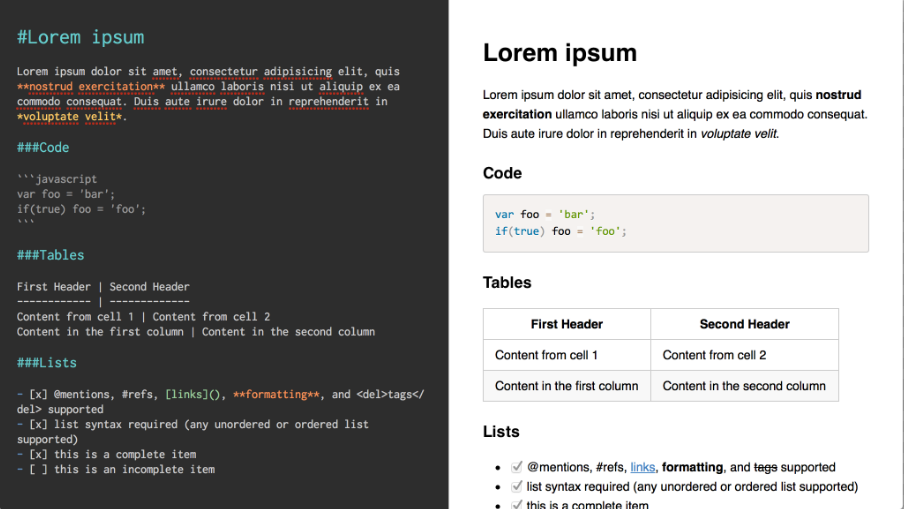 #Lorem ipsum
Lorem ipsum dolor sit amet, consectetur adipisicing elit, quis
**nostrud exercitation** ullamco laboris nisi ut aliquip ex ea
commodo consequat. Duis aute irure dolor in reprehenderit in
*voluptate velit*.
###Code
```javascript
var foo = 'bar';
if(true) foo = 'foo';
```
###Tables
First Header | Second Header
------------ | -------------
Content from cell 1 | Content from cell 2
Content in the first column | Content in the second column
###Lists
- [x] @mentions, #refs, [links](), **formatting**, and <del>tags</
del> supported
- [x] list syntax required (any unordered or ordered list
supported)
- [x] this is a complete item
- [ ] this is an incomplete item
Lorem ipsum
Lorem ipsum dolor sit amet, consectetur adipisicing elit, quis nostrud
exercitation ullamco laboris nisi ut aliquip ex ea commodo consequat.
Duis aute irure dolor in reprehenderit in voluptate velit.
Code
var foo = 'bar';
if(true) foo = 'foo';
Tables
First Header Second Header
Content from cell 1 Content from cell 2
Content in the first column Content in the second column
Lists
@mentions, #refs, links, formatting, and tags supported
list syntax required (any unordered or ordered list supported)
this is a complete item